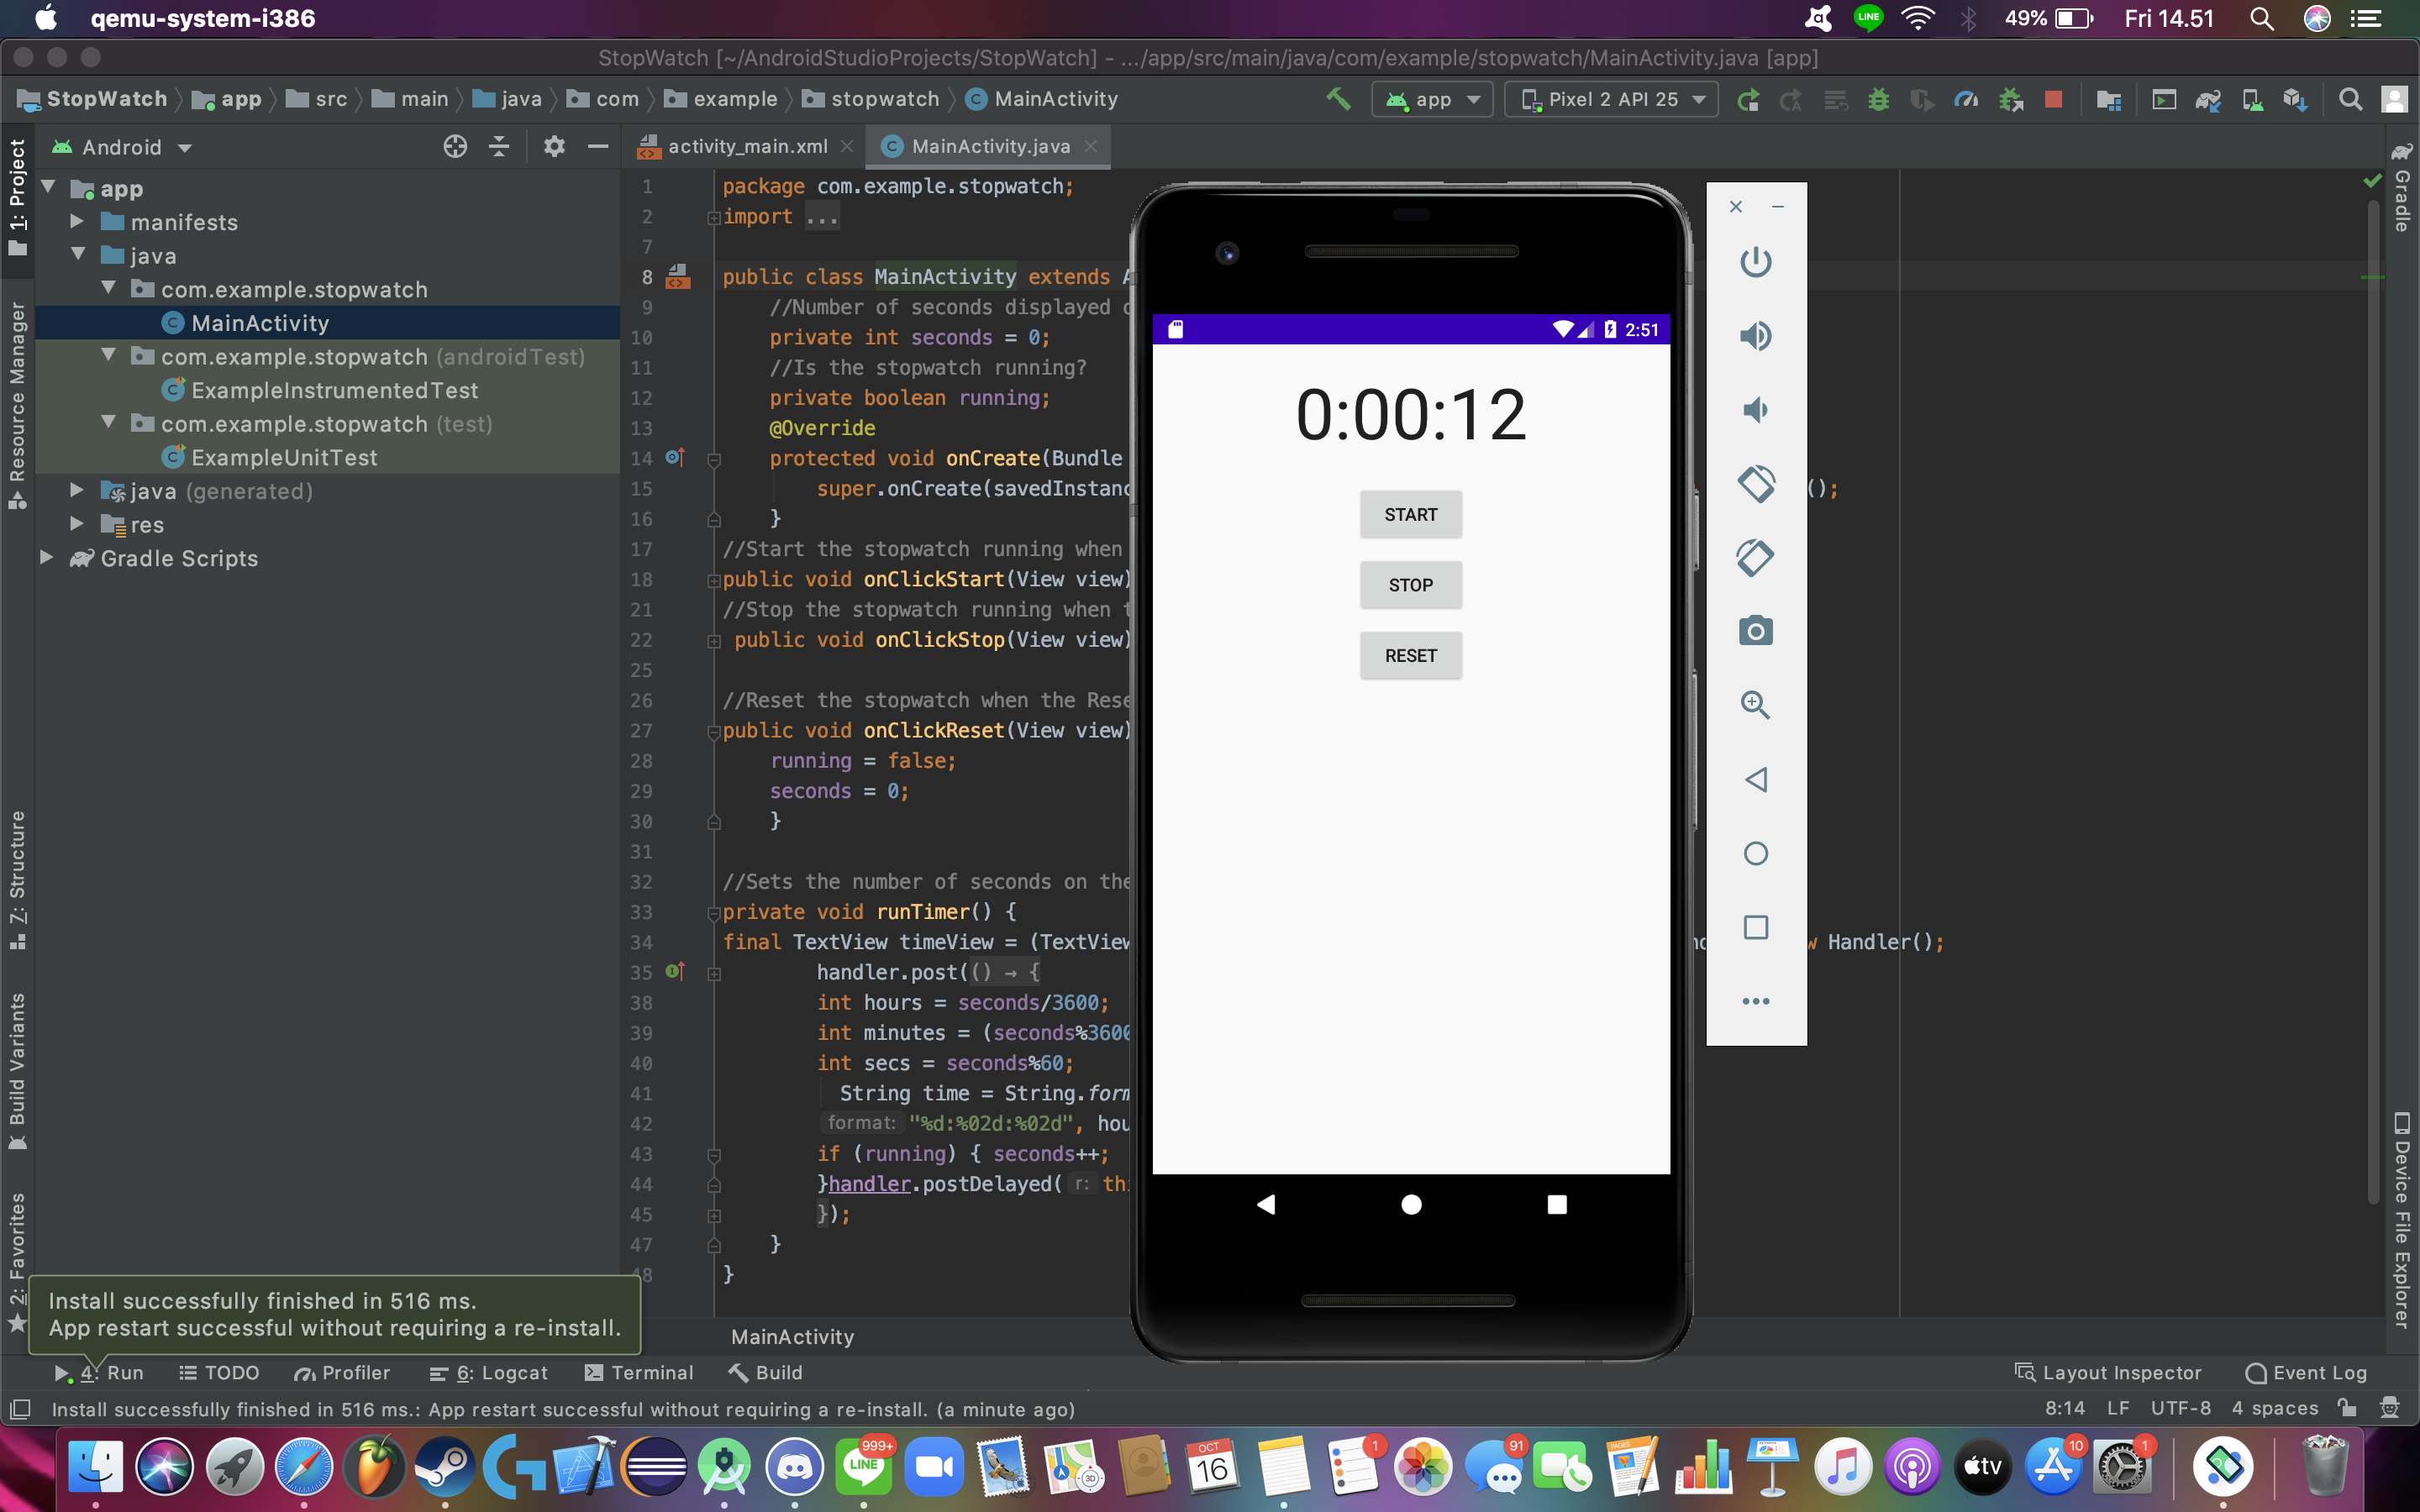 qemu-system-i386
49%
Fri 14.51
StopWatch [~/AndroidStudioProjects/StopWatch] - .../app/src/main/java/com/example/stopwatch/MainActivity.java [app]
StopWatch
app
src
main
java
com
example
stopwatch
MainActivity
app
Pixel 2 API 25
1: Project
Resource Manager
7: Structure
Build Variants
2: Favorites
Android
app
manifests
java
com.example.stopwatch
MainActivity
com.example.stopwatch (androidTest)
ExampleInstrumentedTest
com.example.stopwatch (test)
ExampleUnitTest
java (generated)
res
Gradle Scripts
activity_main.xml
MainActivity.java
1 package com.example.stopwatch;
2 import ...
7
8 public class MainActivity extends
9 //Number of seconds displayed
10 private int seconds = 0;
11 //Is the stopwatch running?
12 private boolean running;
13 @Override
14 protected void onCreate(Bundle
15 super.onCreate(savedInstanc ();
16 }
17 //Start the stopwatch running when
18 public void onClickStart(View view)
21 //Stop the stopwatch running when
22 public void onClickStop(View view)
25
26 //Reset the stopwatch when the Rese
27 public void onClickReset(View view)
28 running = false;
29 seconds = 0;
30 }
31
32 //Sets the number of seconds on the
33 private void runTimer() {
34 final TextView timeView = (TextView Handler();
35 handler.post(() → {
38 int hours = seconds/3600;
39 int minutes = (seconds%3600
40 int secs = seconds%60;
41 String time = String.form
42 format: "%d:%02d:%02d", hou
43 if (running) { seconds++;
44 }handler.postDelayed( r: thi
45 });
47 }
48 }
MainActivity
2:51
0:00:12
START
STOP
RESET
Gradle
Device File Explorer
Install successfully finished in 516 ms.
App restart successful without requiring a re-install.
4: Run
TODO
Profiler
6: Logcat
Terminal
Build
Layout Inspector
Event Log
Install successfully finished in 516 ms.: App restart successful without requiring a re-install. (a minute ago)
8:14
LF
UTF-8
4 spaces
LINE
999+
LINE
3D
OCT
16
1
91
PAGES
tv
10
1